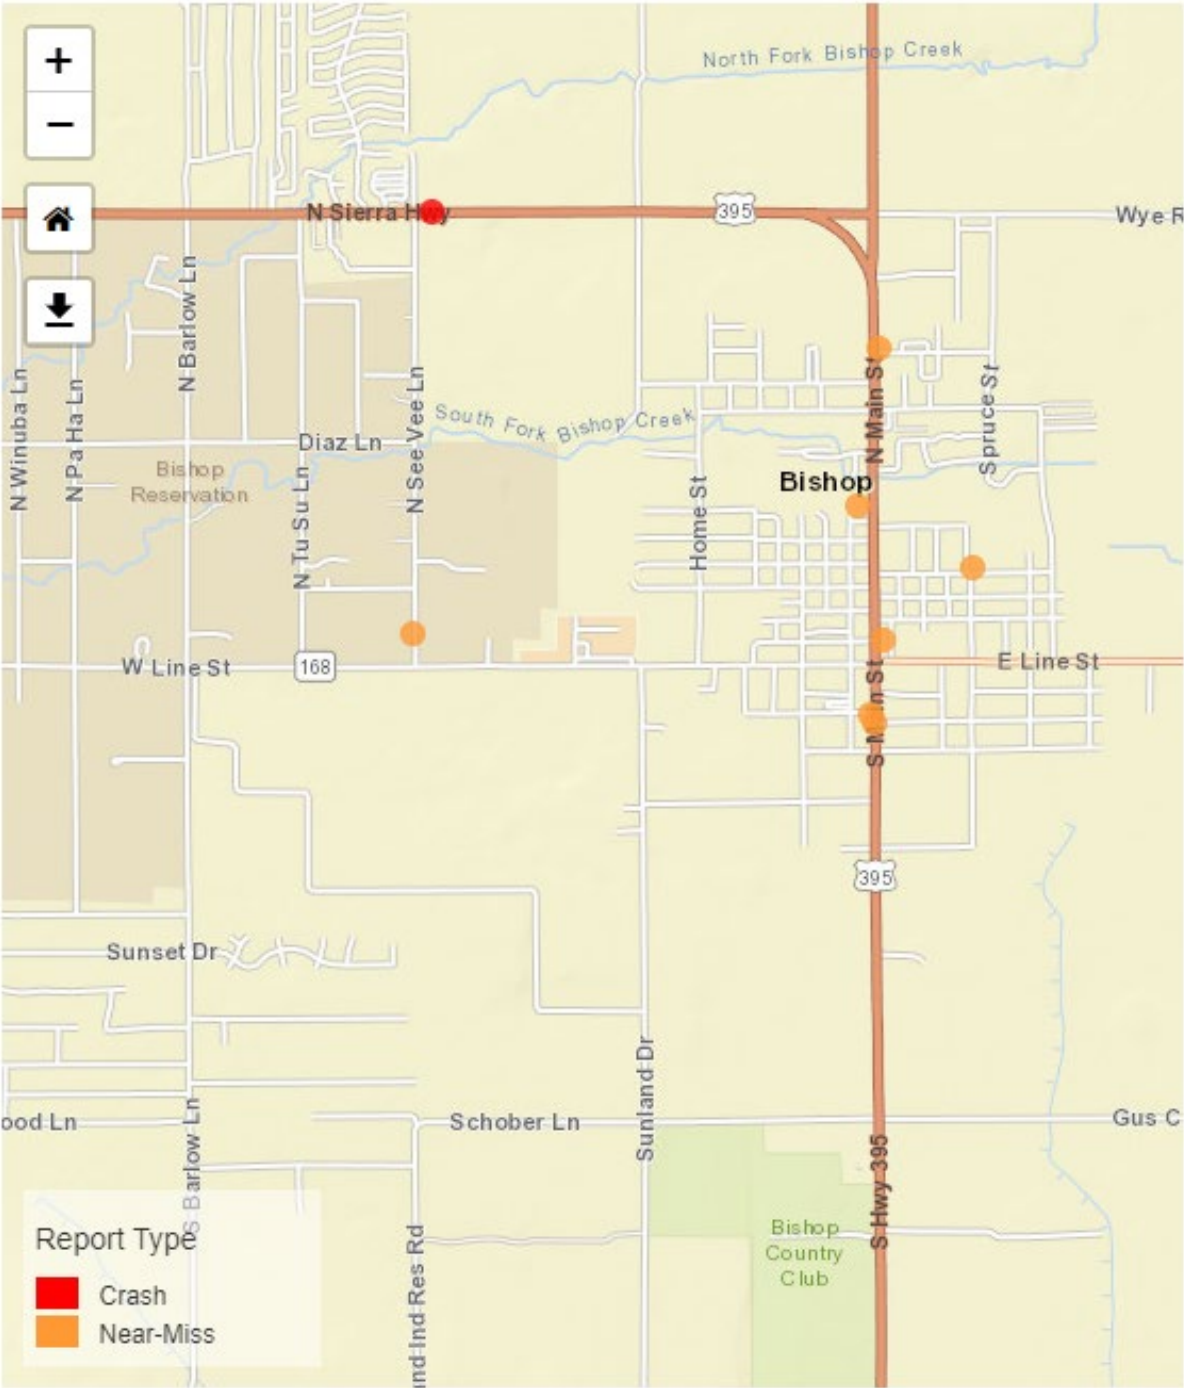 +
North Fork Bishop Creek
−
N Sierra Hwy
395
Wye R
N Barlow Ln
N Winuba Ln
N Pa Ha Ln
N See Vee Ln
N Main St
Spruce St
South Fork Bishop Creek
Diaz Ln
Bishop
Reservation
N Tu Su Ln
Home St
Bishop
W Line St
168
E Line St
S M n St
395
Sunset Dr
Sunland Dr
ood Ln
S Barlow Ln
Schober Ln
Gus C
S Hwy 395
Bishop
Country
Club
and Ind Res Rd
Report Type
Crash
Near-Miss